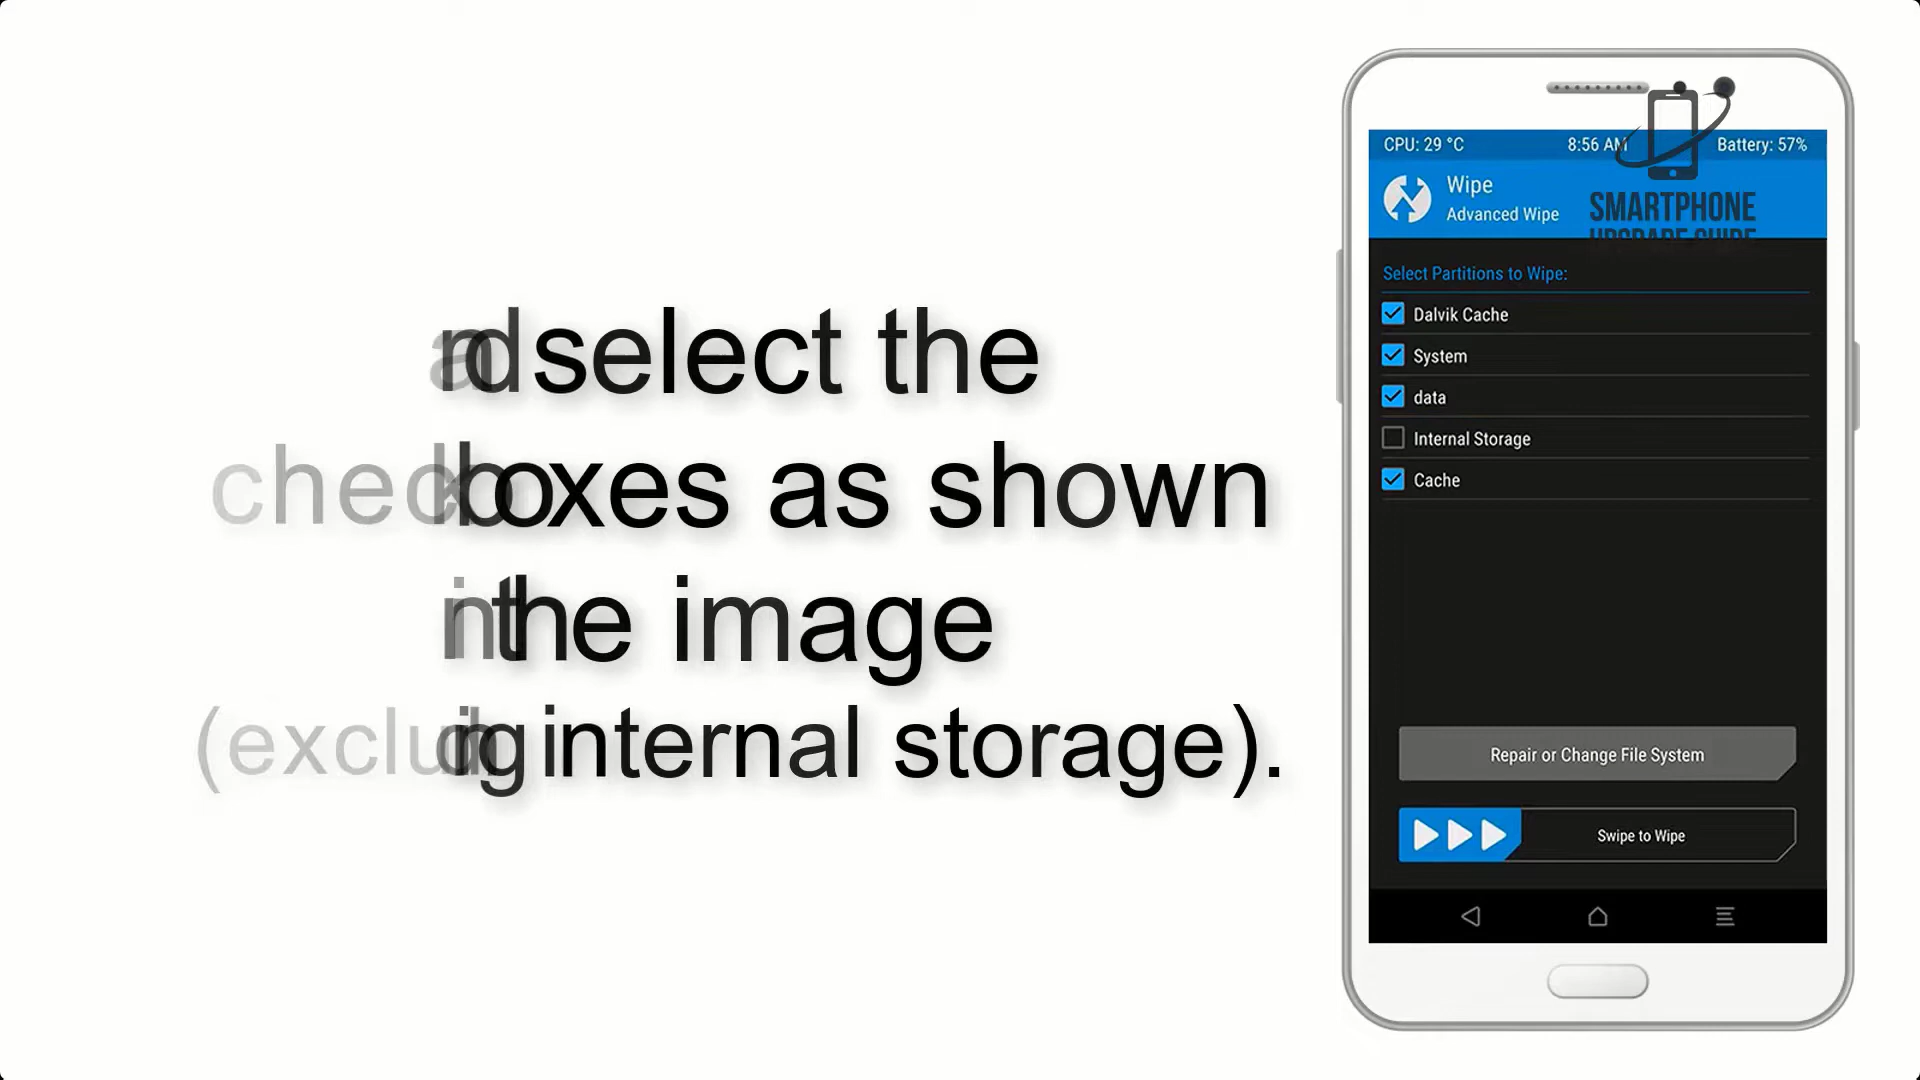 and select the
checkboxes as shown
in the image
(excluding internal storage).
CPU: 29 °C 8:56 AM Battery: 57%
Wipe
Advanced Wipe
SMARTPHONE
UPGRADE GUIDE
Select Partitions to Wipe:
Dalvik Cache
System
data
Internal Storage
Cache
Repair or Change File System
Swipe to Wipe